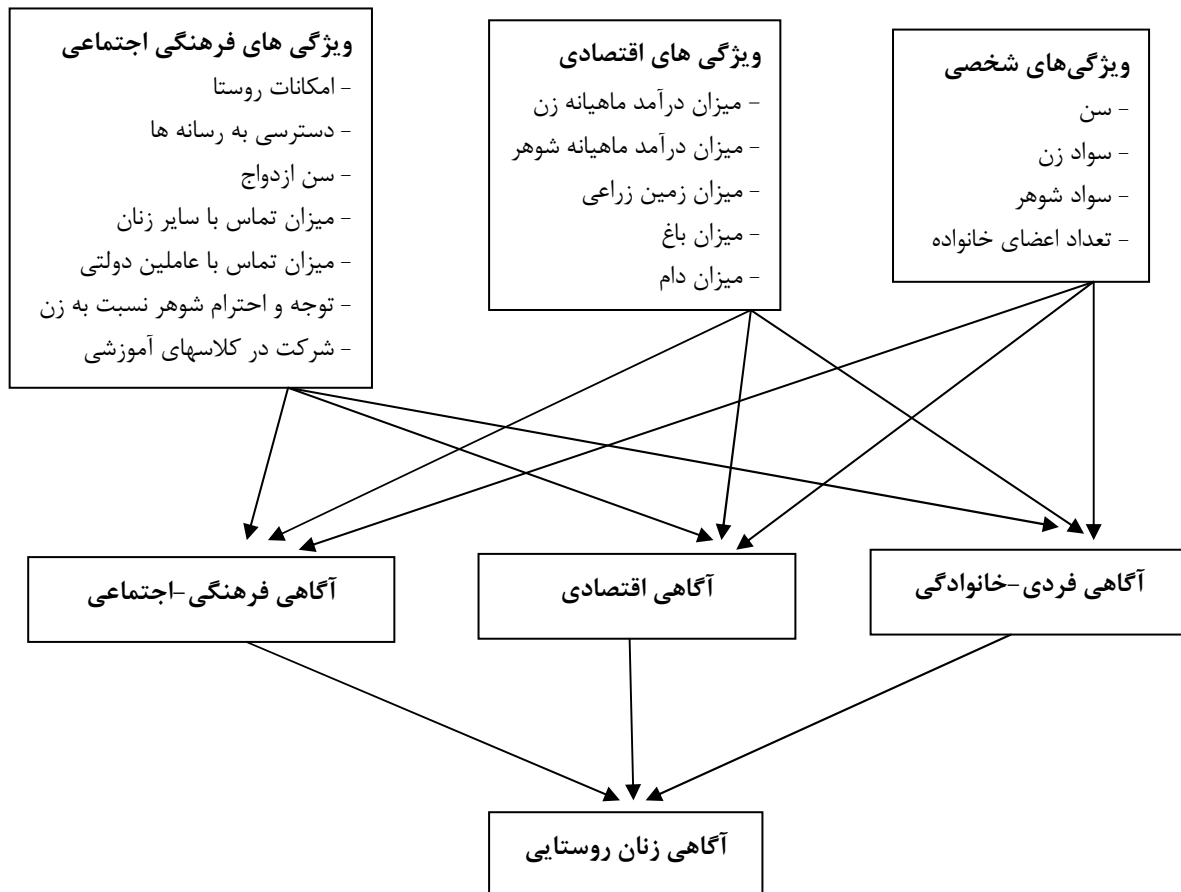 ویژگی‌های شخصی
- سن
- سواد زن
- سواد شوهر
- تعداد اعضای خانواده
ویژگی های اقتصادی
- میزان درآمد ماهیانه زن
- میزان درآمد ماهیانه شوهر
- میزان زمین زراعی
- میزان باغ
- میزان دام
ویژگی های فرهنگی اجتماعی
- امکانات روستا
- دسترسی به رسانه ها
- سن ازدواج
- میزان تماس با سایر زنان
- میزان تماس با عاملین دولتی
- توجه و احترام شوهر نسبت به زن
- شرکت در کلاسهای آموزشی
آگاهی فردی-خانوادگی
آگاهی اقتصادی
آگاهی فرهنگی-اجتماعی
آگاهی زنان روستایی